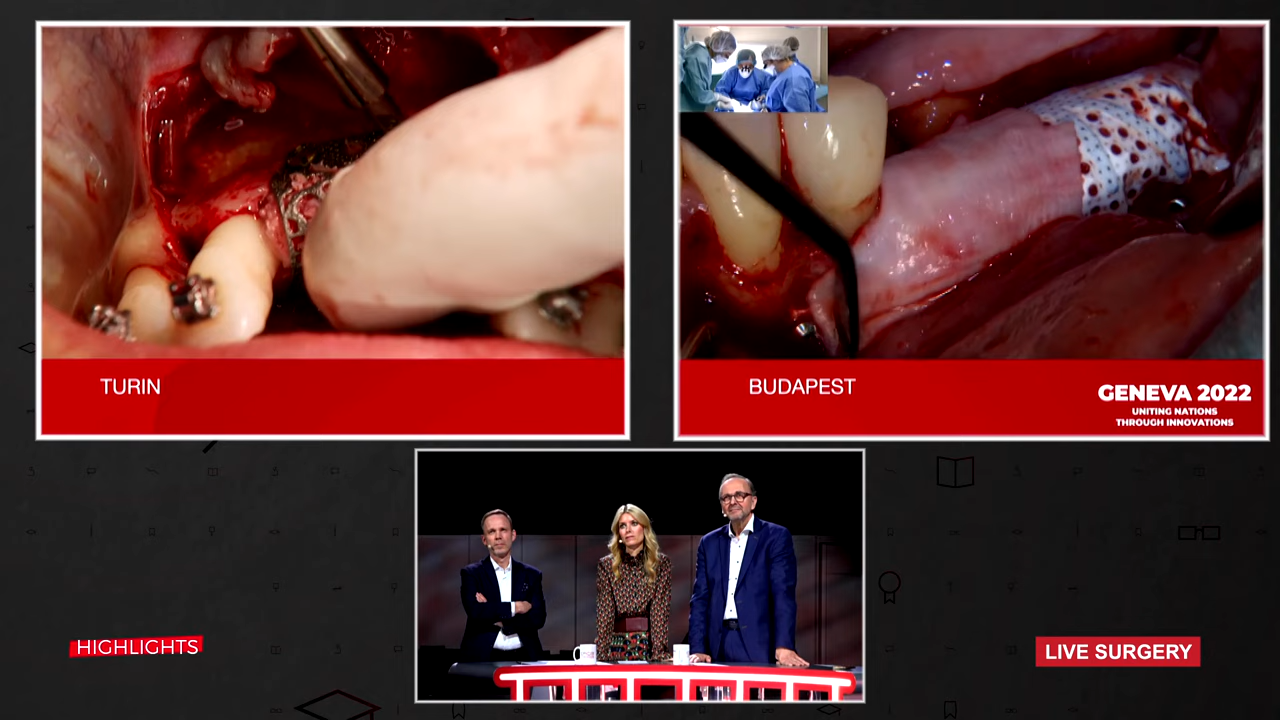 TURIN
BUDAPEST
GENEVA 2022
UNITING NATIONS
THROUGH INNOVATIONS
HIGHLIGHTS
LIVE SURGERY